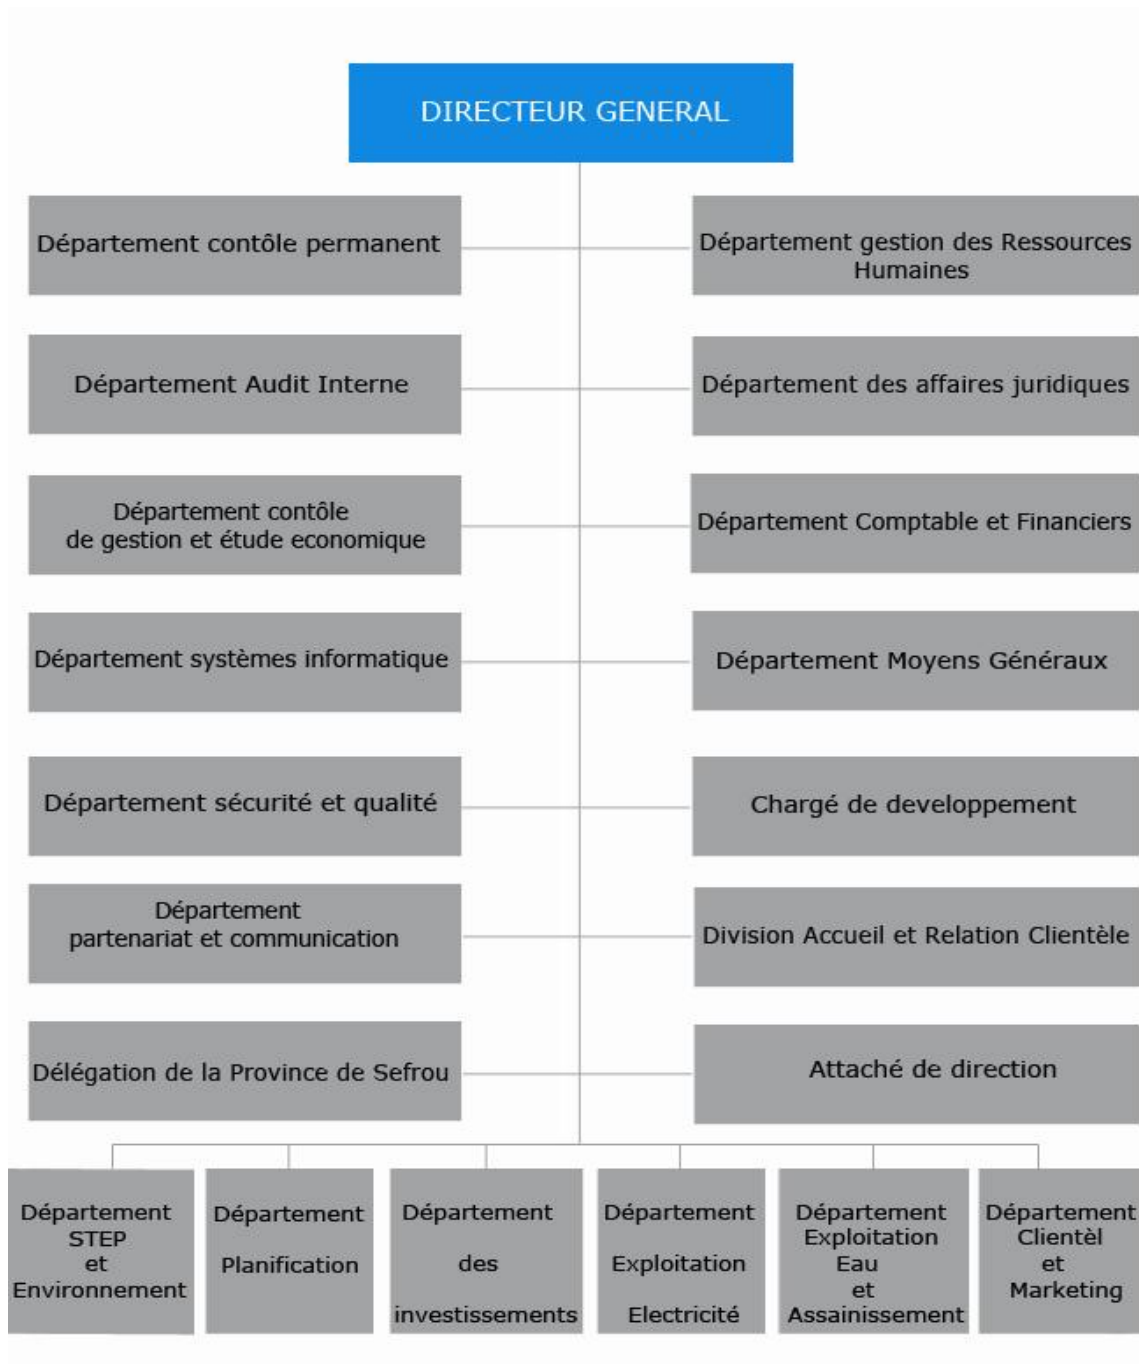 DIRECTEUR GENERAL
Département contôle permanent
Département gestion des Ressources
Humaines
Département Audit Interne
Département des affaires juridiques
Département contôle
de gestion et étude economique
Département Comptable et Financiers
Département systèmes informatique
Département Moyens Généraux
Département sécurité et qualité
Chargé de developpement
Département
partenariat et communication
Division Accueil et Relation Clientèle
Délégation de la Province de Sefrou
Attaché de direction
Département
STEP
et
Environnement
Département
Planification
Département
des
investissements
Département
Exploitation
Electricité
Département
Exploitation
Eau
et
Assainissement
Département
Clientèl
et
Marketing